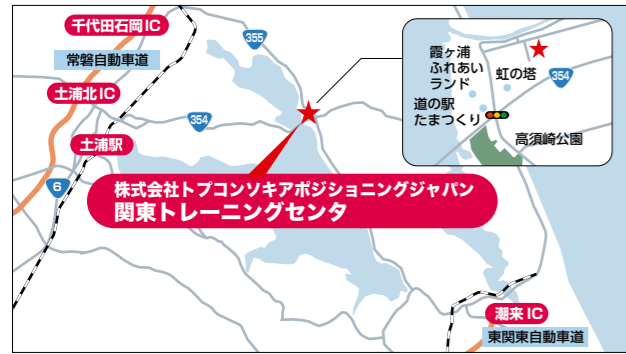 千代田石岡IC
常磐自動車道
土浦北IC
土浦駅
6
354
355
株式会社トプコンソキアポジショニングジャパン
関東トレーニングセンタ
霞ヶ浦
ふれあい
ランド
虹の塔
354
道の駅
たまつくり
高須崎公園
潮来IC
東関東自動車道